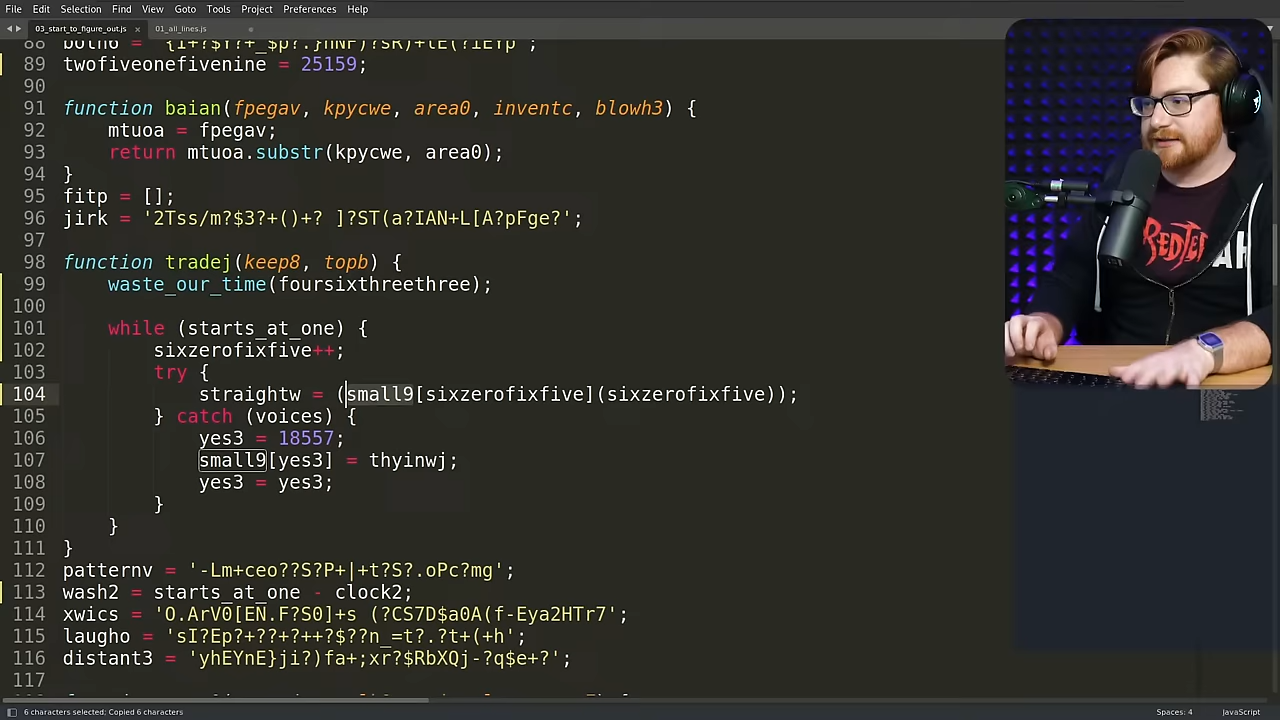 File Edit Selection Find View Goto Tools Project Preferences Help
03_start_to_figure_out.js × 01_all_lines.js
89 twofiveonefivenine = 25159;
90
91 function baian(fpegav, kpycwe, area0, inventc, blowh3) {
92 mtuoa = fpegav;
93 return mtuoa.substr(kpycwe, area0);
94 }
95 fitp = [];
96 jirk = '2Tss/m?$3?+()+? ]?ST(a?IAN+L[A?pFge?';
97
98 function tradej(keep8, topb) {
99 waste_our_time(foursixthreethree);
100
101 while (starts_at_one) {
102 sixzerofixfive++;
103 try {
104 straightw = (small9[sixzerofixfive](sixzerofixfive));
105 } catch (voices) {
106 yes3 = 18557;
107 small9[yes3] = thyinwj;
108 yes3 = yes3;
109 }
110 }
111 }
112 patternv = '-Lm+ceo??S?P+|+t?S?.oPc?mg';
113 wash2 = starts_at_one - clock2;
114 xwics = 'O.ArV0[EN.F?S0]+s (?CS7D$a0A(f-Eya2HTr7';
115 laugho = 'sI?Ep?+??+?++?$??n_=t?.?t+(+h';
116 distant3 = 'yhEYnE}ji?)fa+;xr?$RbXQj-?q$e+?';
117
6 characters selected; Copied 6 characters Spaces: 4 JavaScript